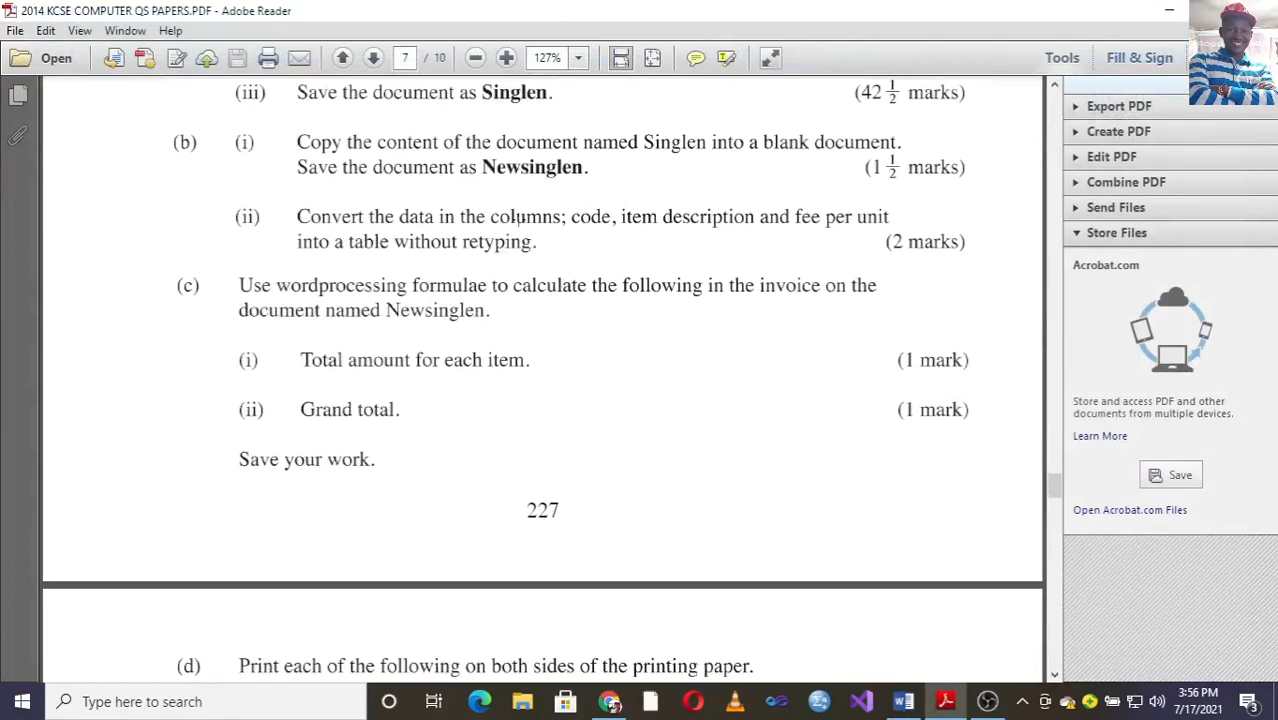 2014 KCSE COMPUTER QS PAPERS.PDF - Adobe Reader
File Edit View Window Help
Open 7 / 10 127% Tools Fill & Sign
(iii) Save the document as Singlen. (42 1/2 marks)
(b) (i) Copy the content of the document named Singlen into a blank document.
Save the document as Newsinglen. (1 1/2 marks)
(ii) Convert the data in the columns; code, item description and fee per unit
into a table without retyping. (2 marks)
(c) Use wordprocessing formulae to calculate the following in the invoice on the
document named Newsinglen.
(i) Total amount for each item. (1 mark)
(ii) Grand total. (1 mark)
Save your work.
227
(d) Print each of the following on both sides of the printing paper.
Export PDF
Create PDF
Edit PDF
Combine PDF
Send Files
Store Files
Acrobat.com
Store and access PDF and other
documents from multiple devices.
Learn More
Save
Open Acrobat.com Files
Type here to search
3:56 PM
7/17/2021
3